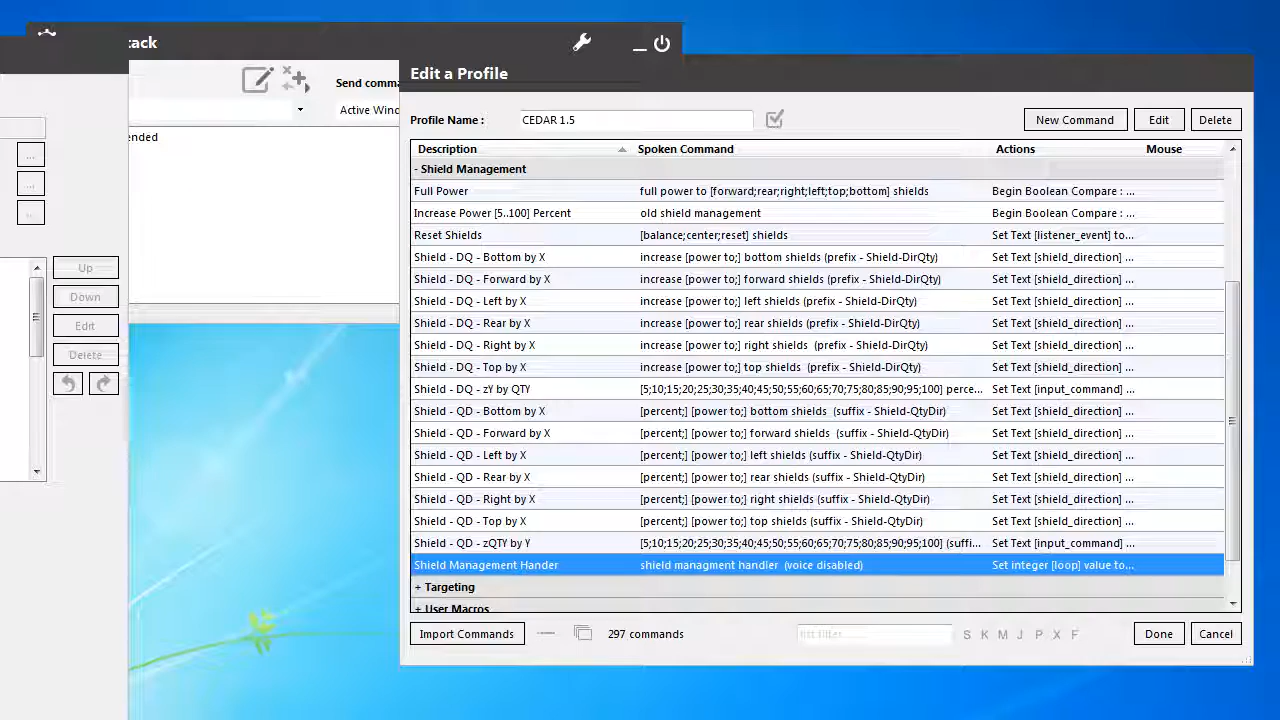 tack
Send comma
Active Winc
ended
...
....
..
Up
Down
Edit
Delete
Edit a Profile
Profile Name :
CEDAR 1.5
New Command
Edit
Delete
Description Spoken Command Actions Mouse
- Shield Management
Full Power full power to [forward;rear;right;left;top;bottom] shields Begin Boolean Compare : ...
Increase Power [5..100] Percent old shield management Begin Boolean Compare : ...
Reset Shields [balance;center;reset] shields Set Text [listener_event] to...
Shield - DQ - Bottom by X increase [power to;] bottom shields (prefix - Shield-DirQty) Set Text [shield_direction] ...
Shield - DQ - Forward by X increase [power to;] forward shields (prefix - Shield-DirQty) Set Text [shield_direction] ...
Shield - DQ - Left by X increase [power to;] left shields (prefix - Shield-DirQty) Set Text [shield_direction] ...
Shield - DQ - Rear by X increase [power to;] rear shields (prefix - Shield-DirQty) Set Text [shield_direction] ...
Shield - DQ - Right by X increase [power to;] right shields (prefix - Shield-DirQty) Set Text [shield_direction] ...
Shield - DQ - Top by X increase [power to;] top shields (prefix - Shield-DirQty) Set Text [shield_direction] ...
Shield - DQ - zY by QTY [5;10;15;20;25;30;35;40;45;50;55;60;65;70;75;80;85;90;95;100] perce... Set Text [input_command] ...
Shield - QD - Bottom by X [percent;] [power to;] bottom shields (suffix - Shield-QtyDir) Set Text [shield_direction] ...
Shield - QD - Forward by X [percent;] [power to;] forward shields (suffix - Shield-QtyDir) Set Text [shield_direction] ...
Shield - QD - Left by X [percent;] [power to;] left shields (suffix - Shield-QtyDir) Set Text [shield_direction] ...
Shield - QD - Rear by X [percent;] [power to;] rear shields (suffix - Shield-QtyDir) Set Text [shield_direction] ...
Shield - QD - Right by X [percent;] [power to;] right shields (suffix - Shield-QtyDir) Set Text [shield_direction] ...
Shield - QD - Top by X [percent;] [power to;] top shields (suffix - Shield-QtyDir) Set Text [shield_direction] ...
Shield - QD - zQTY by Y [5;10;15;20;25;30;35;40;45;50;55;60;65;70;75;80;85;90;95;100] (suffi... Set Text [input_command] ...
Shield Management Hander shield managment handler (voice disabled) Set integer [loop] value to...
+ Targeting
+ User Macros
Import Commands 297 commands S K M J P X F Done Cancel